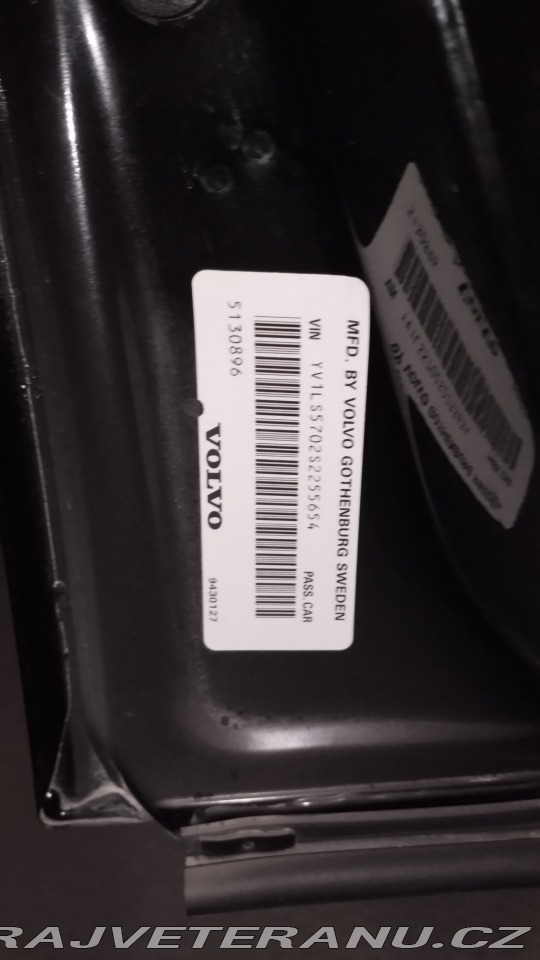 MFD. BY VOLVO GOTHENBURG SWEDEN
VIN YV1LS5702S2255654 PASS.CAR
5130896 VOLVO 9430127
RAJVETERANU.CZ